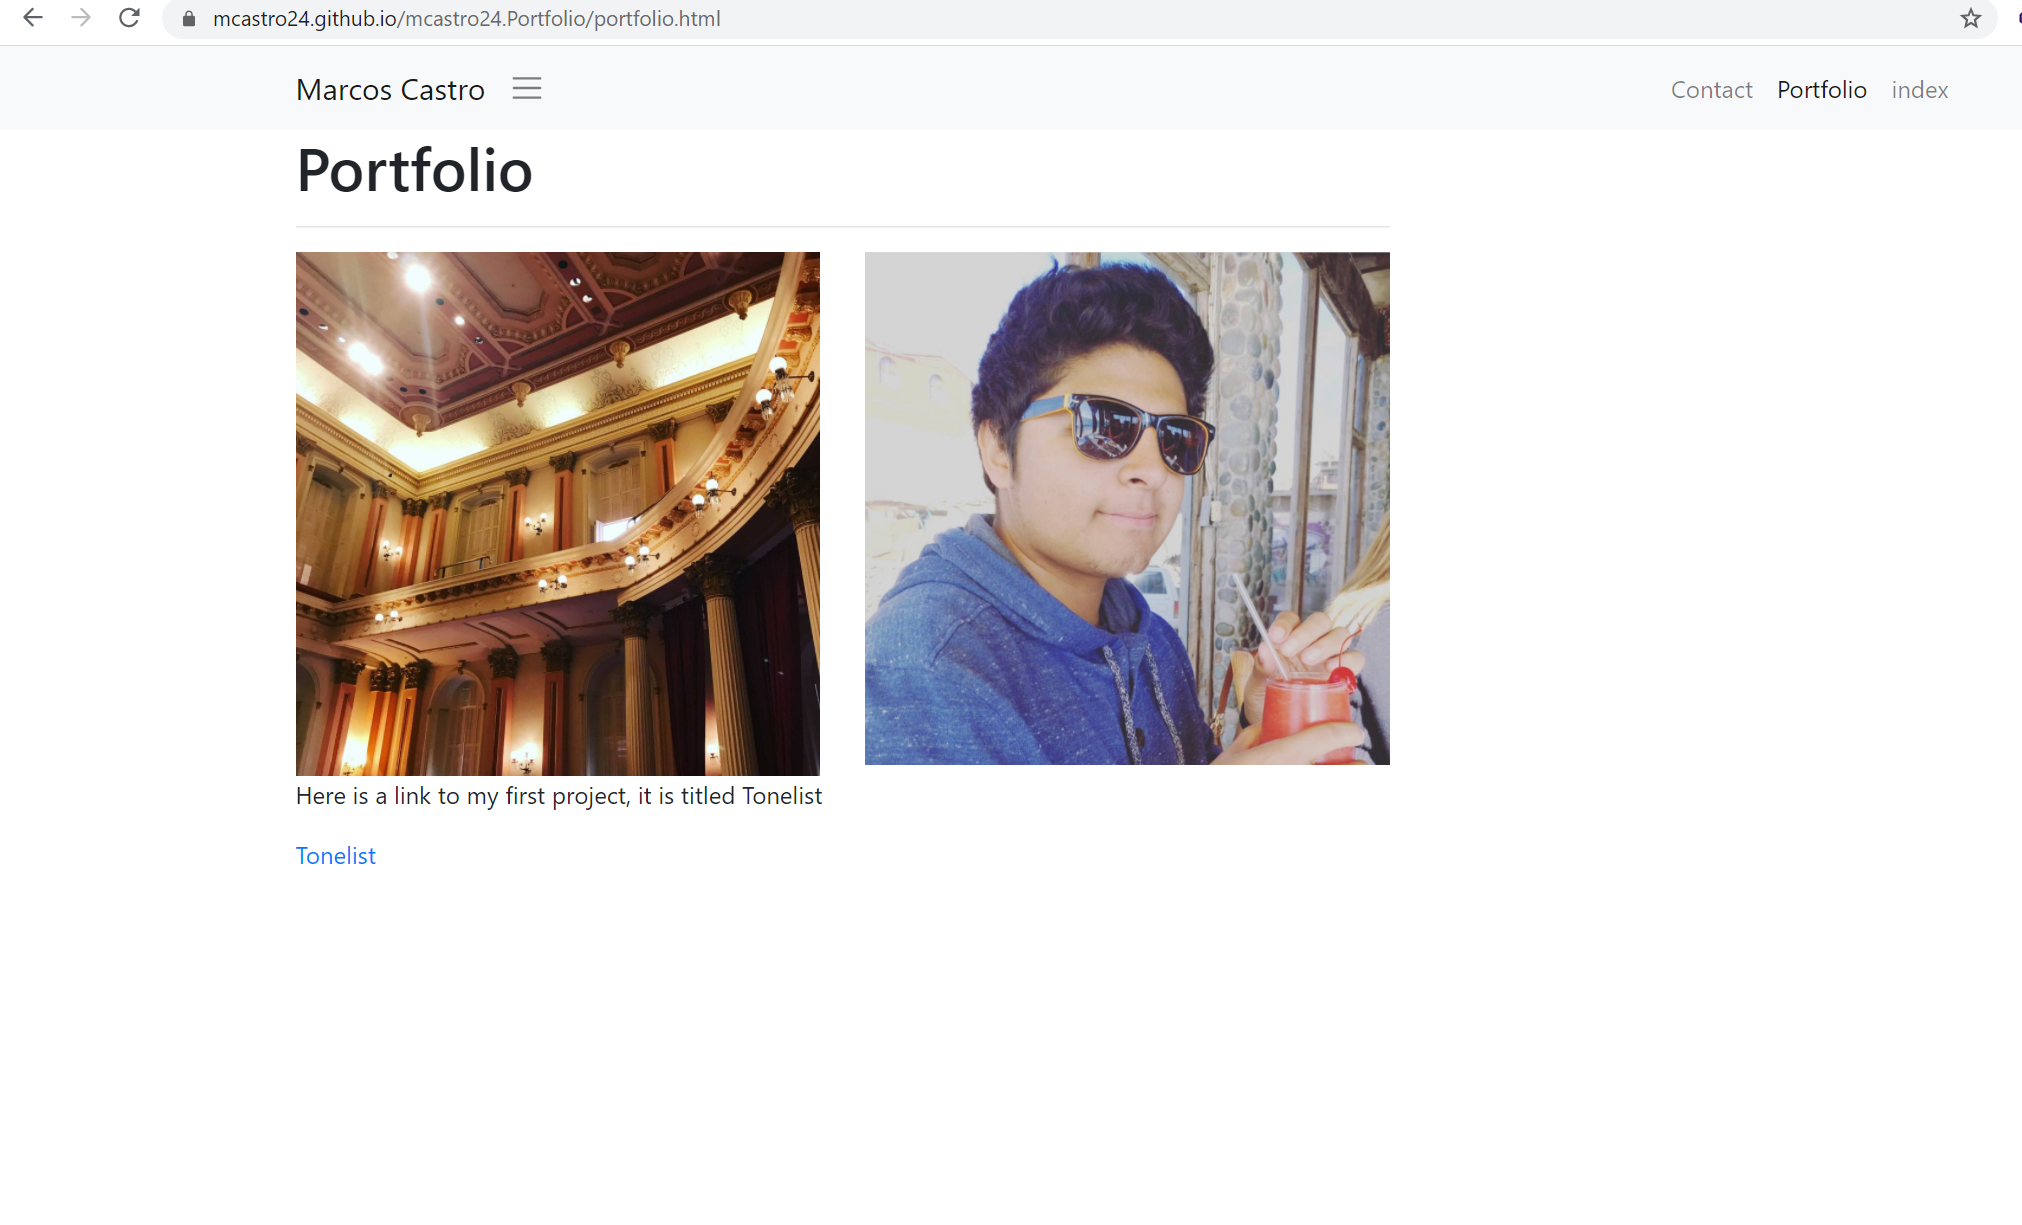 mcastro24.github.io/mcastro24.Portfolio/portfolio.html
Marcos Castro
Contact Portfolio index
Portfolio
Here is a link to my first project, it is titled Tonelist
Tonelist